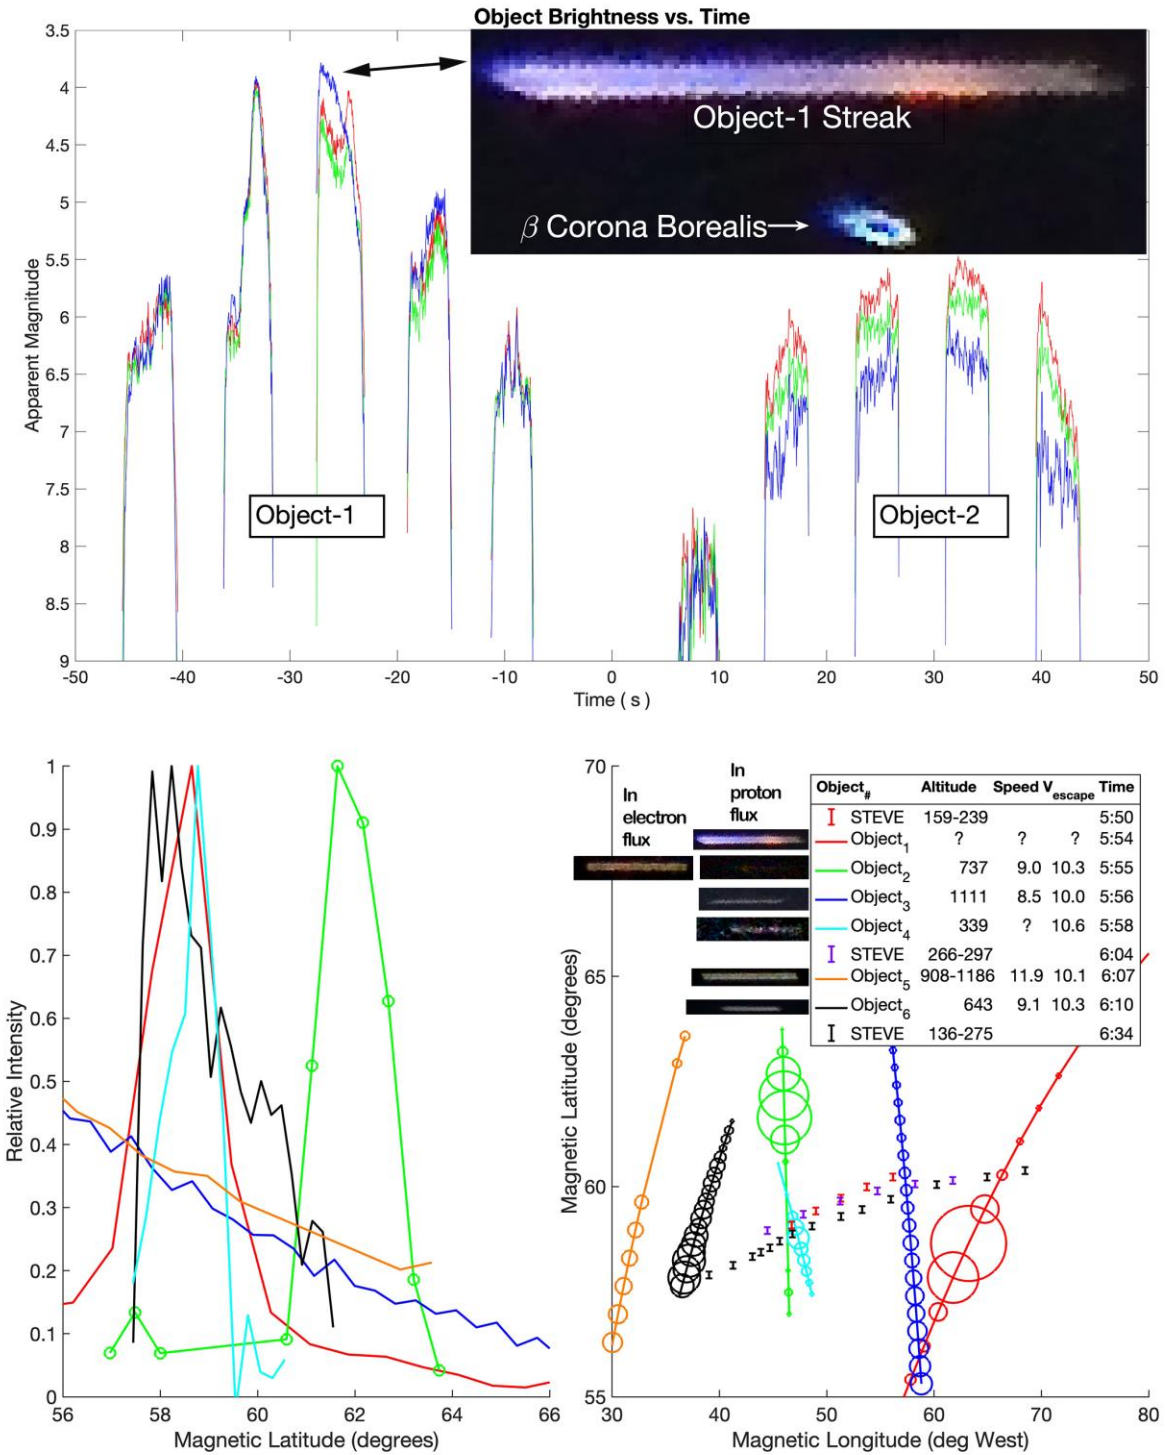 Object Brightness vs. Time
3.5
4
4.5
5
5.5
6
6.5
7
8
8.5
9
Apparent Magnitude
Object-1 Streak
β Corona Borealis
Object-1
Object-2
-50 -40 -30 -20 -10 0 10 20 30 40 50
Time ( s )
1
0.9
0.8
0.7
0.6
0.5
0.4
0.3
0.2
0.1
0
Relative Intensity
56 58 60 62 64 66
Magnetic Latitude (degrees)
70
65
60
55
Magnetic Latitude (degrees)
In
electron
flux
In
proton
flux
Object# Altitude Speed Vescape Time
STEVE 159-239 5:50
Object1 ? ? ? 5:54
Object2 737 9.0 10.3 5:55
Object3 1111 8.5 10.0 5:56
Object4 339 ? 10.6 5:58
STEVE 266-297 6:04
Object5 908-1186 11.9 10.1 6:07
Object6 643 9.1 10.3 6:10
STEVE 136-275 6:34
30 40 50 60 70 80
Magnetic Longitude (deg West)